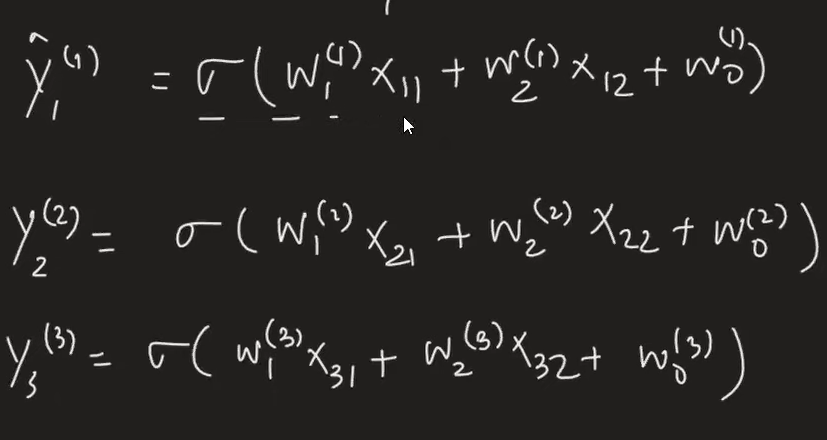 ŷ₁⁽¹⁾ = σ(w₁⁽¹⁾x₁₁ + w₂⁽¹⁾x₁₂ + w₀⁽¹⁾)
y₂⁽²⁾ = σ(w₁⁽²⁾x₂₁ + w₂⁽²⁾x₂₂ + w₀⁽²⁾)
y₃⁽³⁾ = σ(w₁⁽³⁾x₃₁ + w₂⁽³⁾x₃₂ + w₀⁽³⁾)